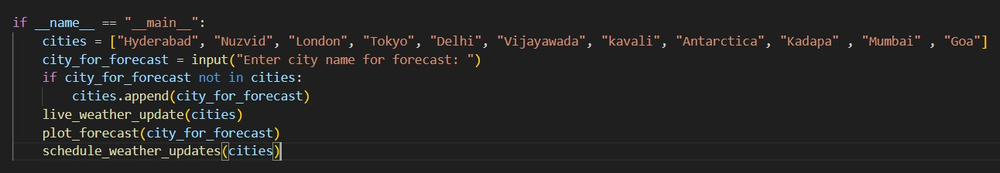 if __name__ == "__main__":
    cities = ["Hyderabad", "Nuzvid", "London", "Tokyo", "Delhi", "Vijayawada", "kavali", "Antarctica", "Kadapa" , "Mumbai" , "Goa"]
    city_for_forecast = input("Enter city name for forecast: ")
    if city_for_forecast not in cities:
        cities.append(city_for_forecast)
    live_weather_update(cities)
    plot_forecast(city_for_forecast)
    schedule_weather_updates(cities)